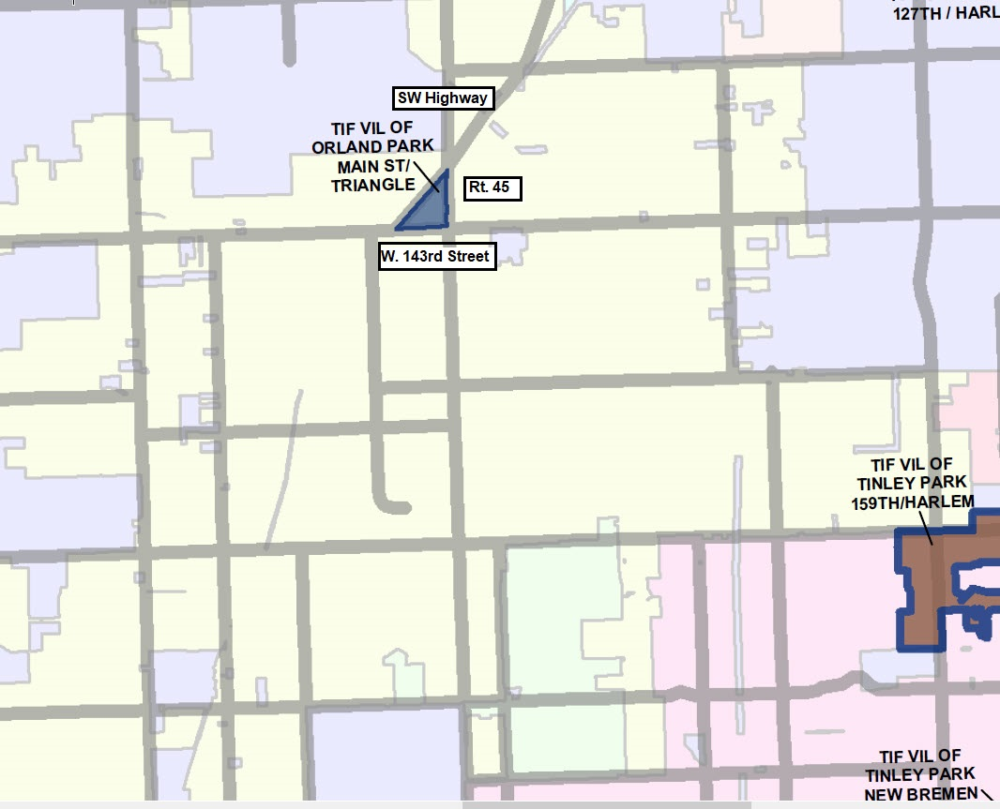 127TH / HARL
SW Highway
TIF VIL OF
ORLAND PARK
MAIN ST/
TRIANGLE
Rt. 45
W. 143rd Street
TIF VIL OF
TINLEY PARK
159TH/HARLEM
TIF VIL OF
TINLEY PARK
NEW BREMEN